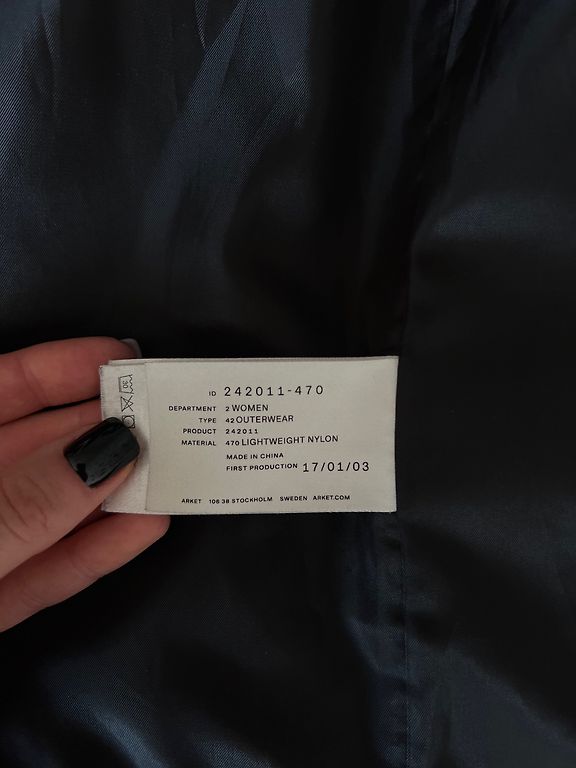 ID 242011-470
DEPARTMENT 2 WOMEN
TYPE 42 OUTERWEAR
PRODUCT 242011
MATERIAL 470 LIGHTWEIGHT NYLON
MADE IN CHINA
FIRST PRODUCTION 17/01/03
ARKET 106 38 STOCKHOLM SWEDEN ARKET.COM
30